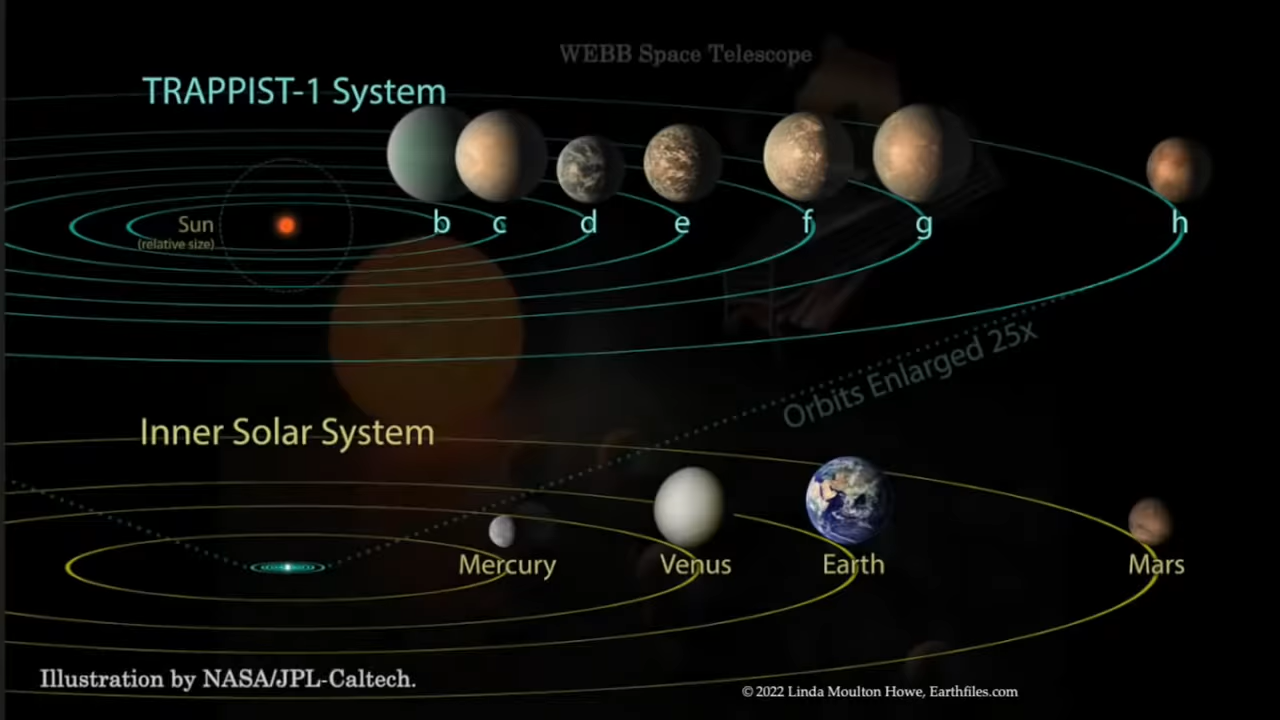 WEBB Space Telescope
TRAPPIST-1 System
Sun
(relative size)
b c d e f g h
Orbits Enlarged 25x
Inner Solar System
Mercury Venus Earth Mars
Illustration by NASA/JPL-Caltech.
© 2022 Linda Moulton Howe, Earthfiles.com